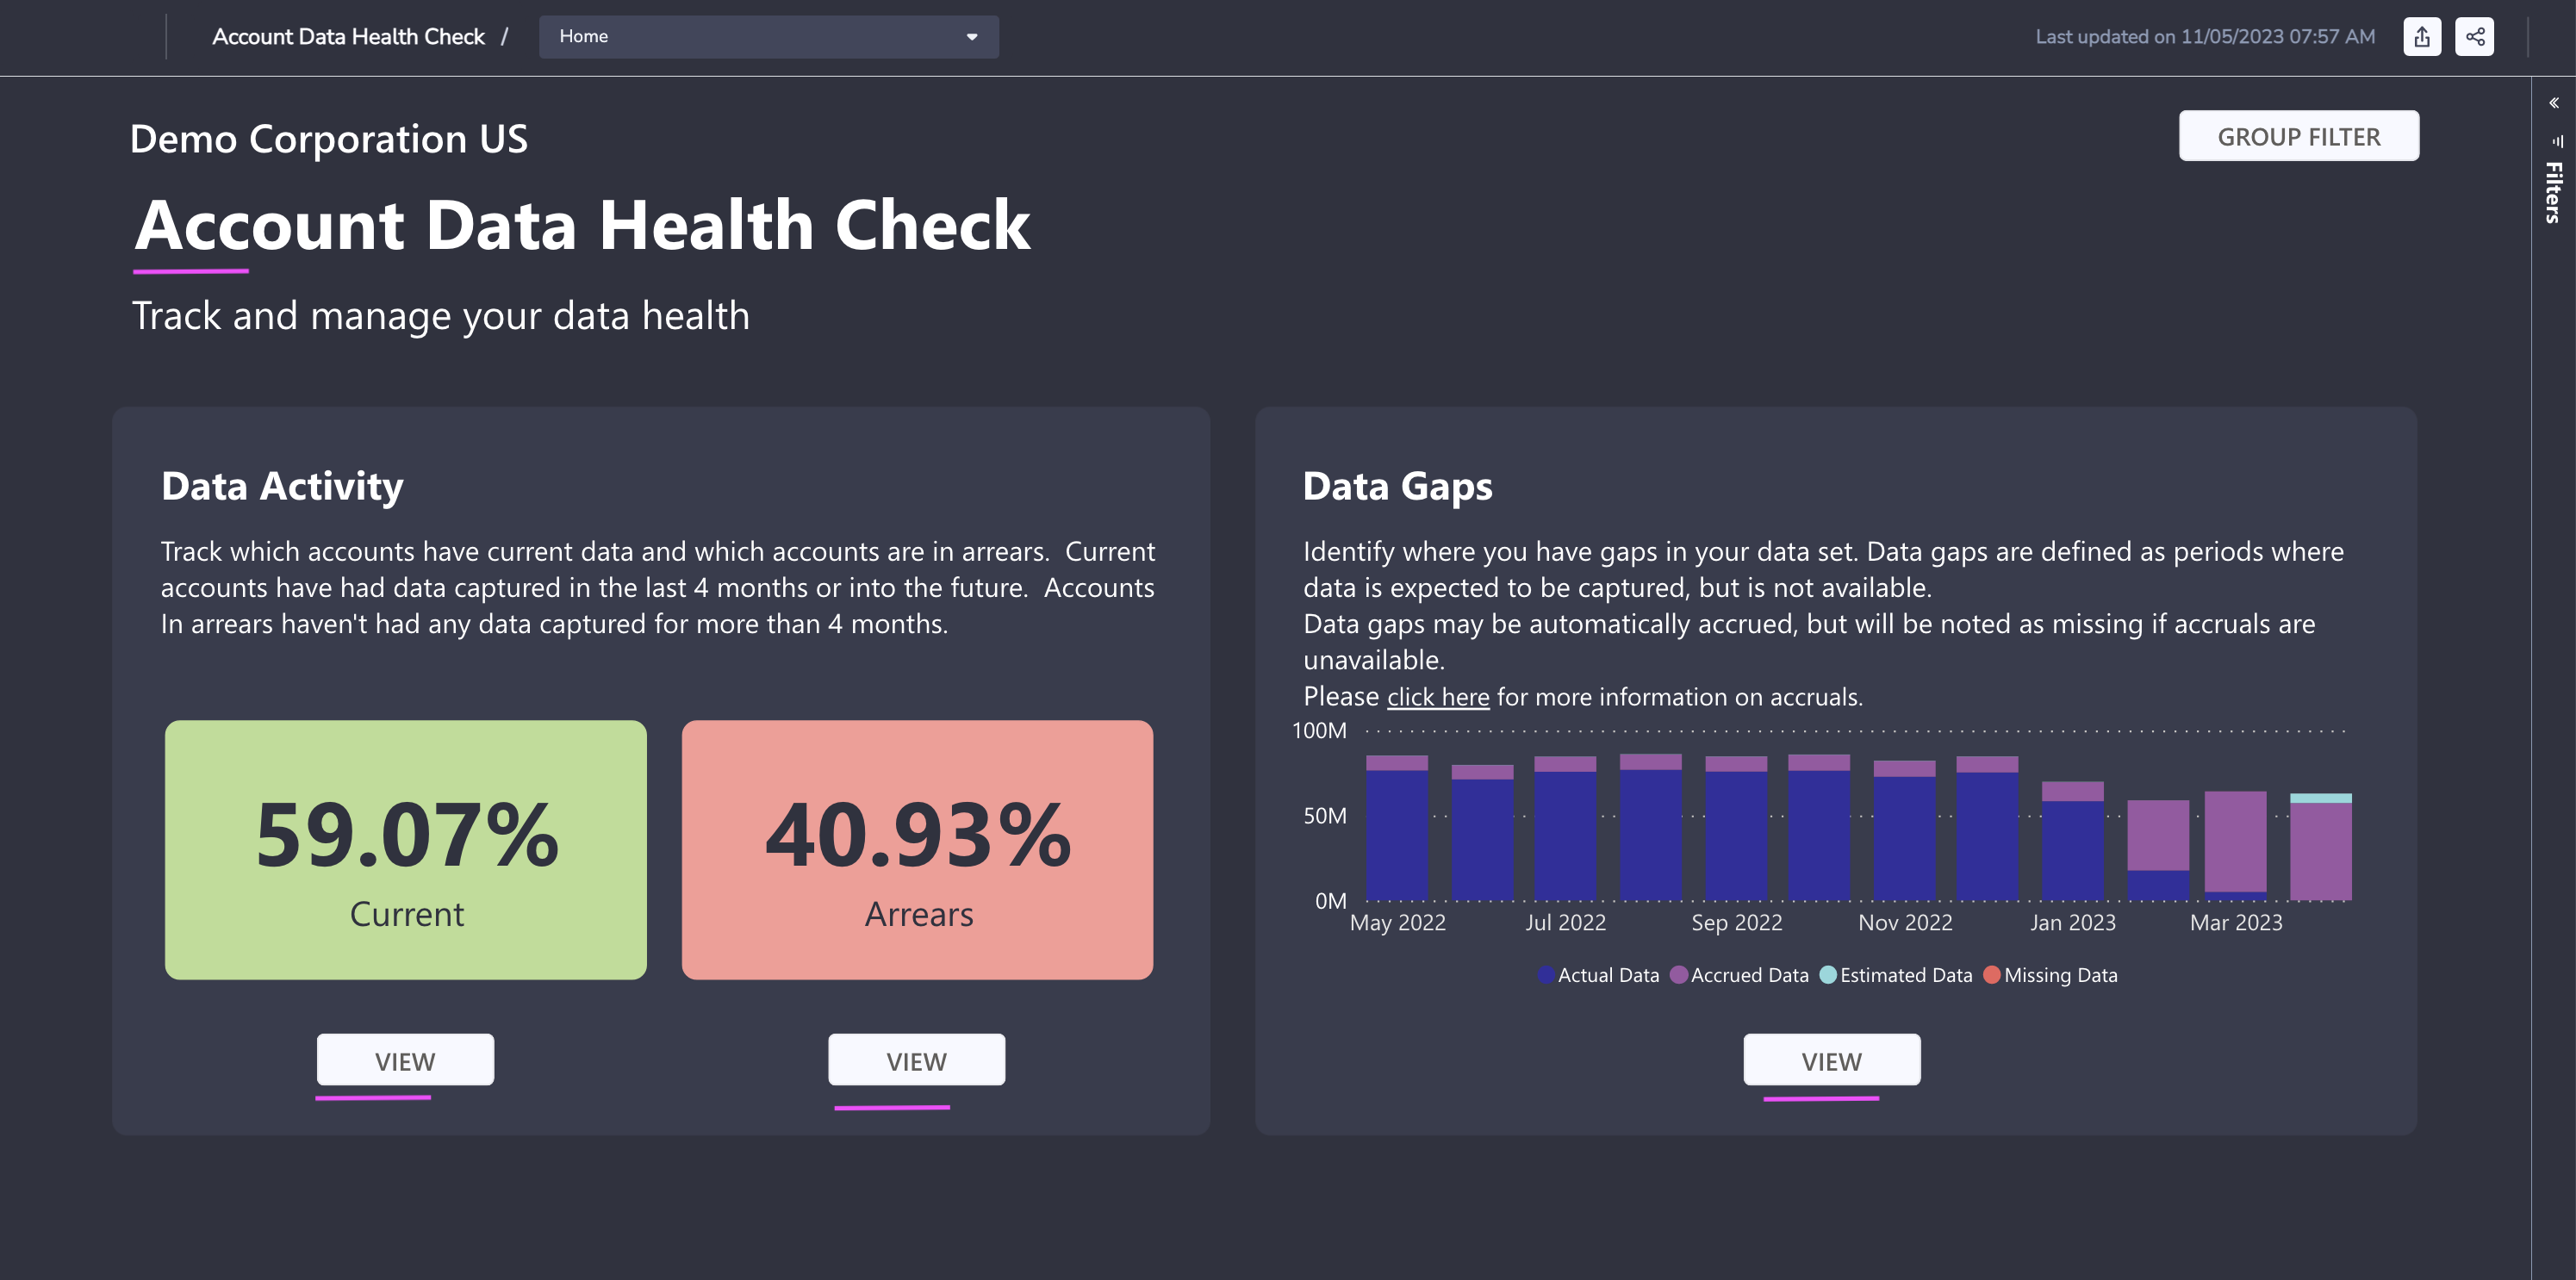 Account Data Health Check /
Home
Last updated on 11/05/2023 07:57 AM
Filters
Demo Corporation US
GROUP FILTER
Account Data Health Check
Track and manage your data health
Data Activity
Track which accounts have current data and which accounts are in arrears.  Current
accounts have had data captured in the last 4 months or into the future.  Accounts
In arrears haven't had any data captured for more than 4 months.
59.07%
Current
40.93%
Arrears
VIEW
VIEW
Data Gaps
Identify where you have gaps in your data set. Data gaps are defined as periods where
data is expected to be captured, but is not available.
Data gaps may be automatically accrued, but will be noted as missing if accruals are
unavailable.
Please click here for more information on accruals.
100M
50M
0M
May 2022 Jul 2022 Sep 2022 Nov 2022 Jan 2023 Mar 2023
Actual Data Accrued Data Estimated Data Missing Data
VIEW